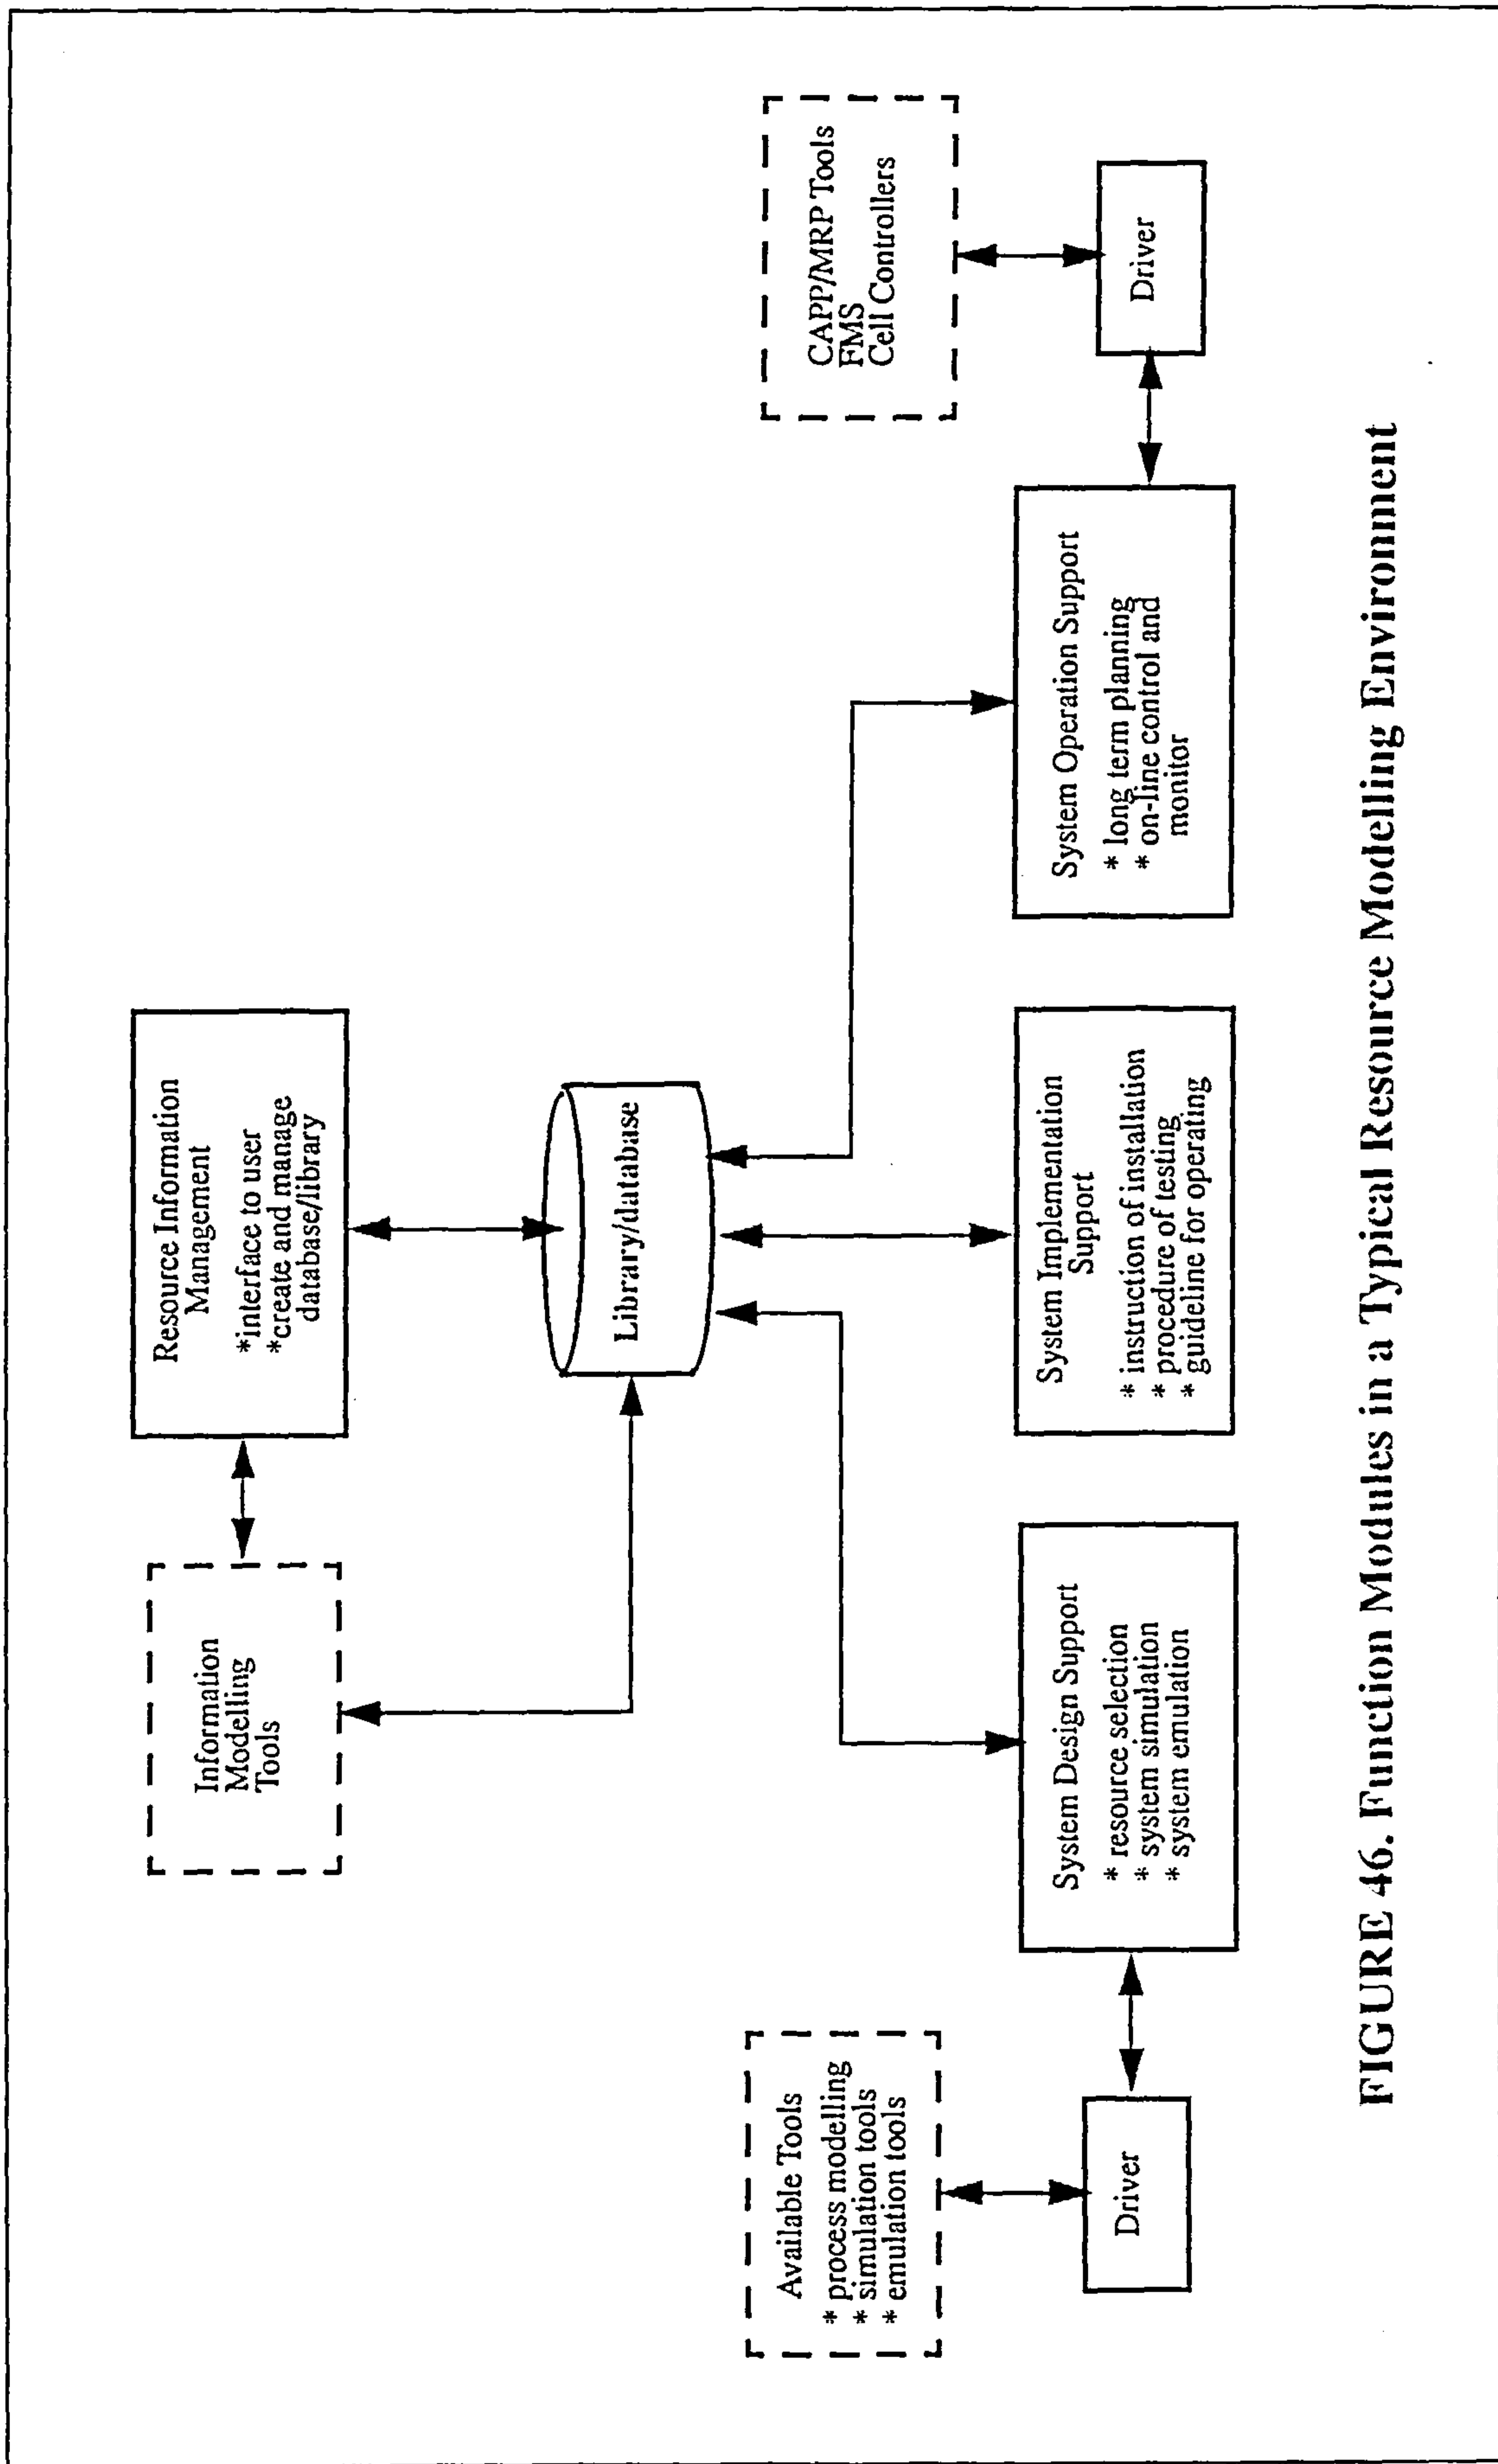 Information
Modelling
Tools
Resource Information
Management
*interface to user
*create and manage
database/library
Library/database
Available Tools
* process modelling
* simulation tools
* emulation tools
CAPP/MRP Tools
FMS
Cell Controllers
Driver
System Design Support
* resource selection
* system simulation
* system emulation
System Implementation
Support
* instruction of installation
* procedure of testing
* guideline for operating
System Operation Support
* long term planning
* on-line control and
monitor
Driver
FIGURE 46. Function Modules in a Typical Resource Modelling Environment